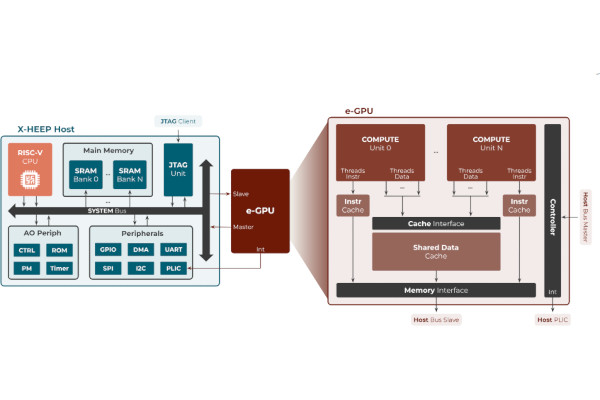 JTAG Client
X-HEEP Host
RISC-V
CPU
Main Memory
SRAM
Bank 0
...
SRAM
Bank N
JTAG
Unit
SYSTEM Bus
AO Periph
CTRL
ROM
PM
Timer
Peripherals
GPIO
DMA
UART
SPI
I2C
PLIC
Slave
Master
Int
e-GPU
e-GPU
COMPUTE
Unit 0
..
COMPUTE
Unit N
Threads
Instr
Threads
Data
Threads
Data
Threads
Instr
...
...
Instr
Cache
Instr
Cache
Cache Interface
Shared Data
Cache
Memory Interface
Controller
Int
Host Bus Master
Host Bus Slave
Host PLIC